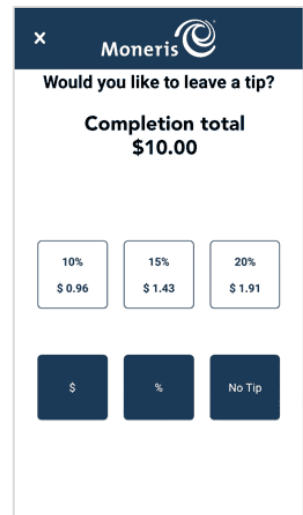 ×
Moneris
Would you like to leave a tip?
Completion total
$10.00
10% 15% 20%
$ 0.96 $ 1.43 $ 1.91
$ % No Tip